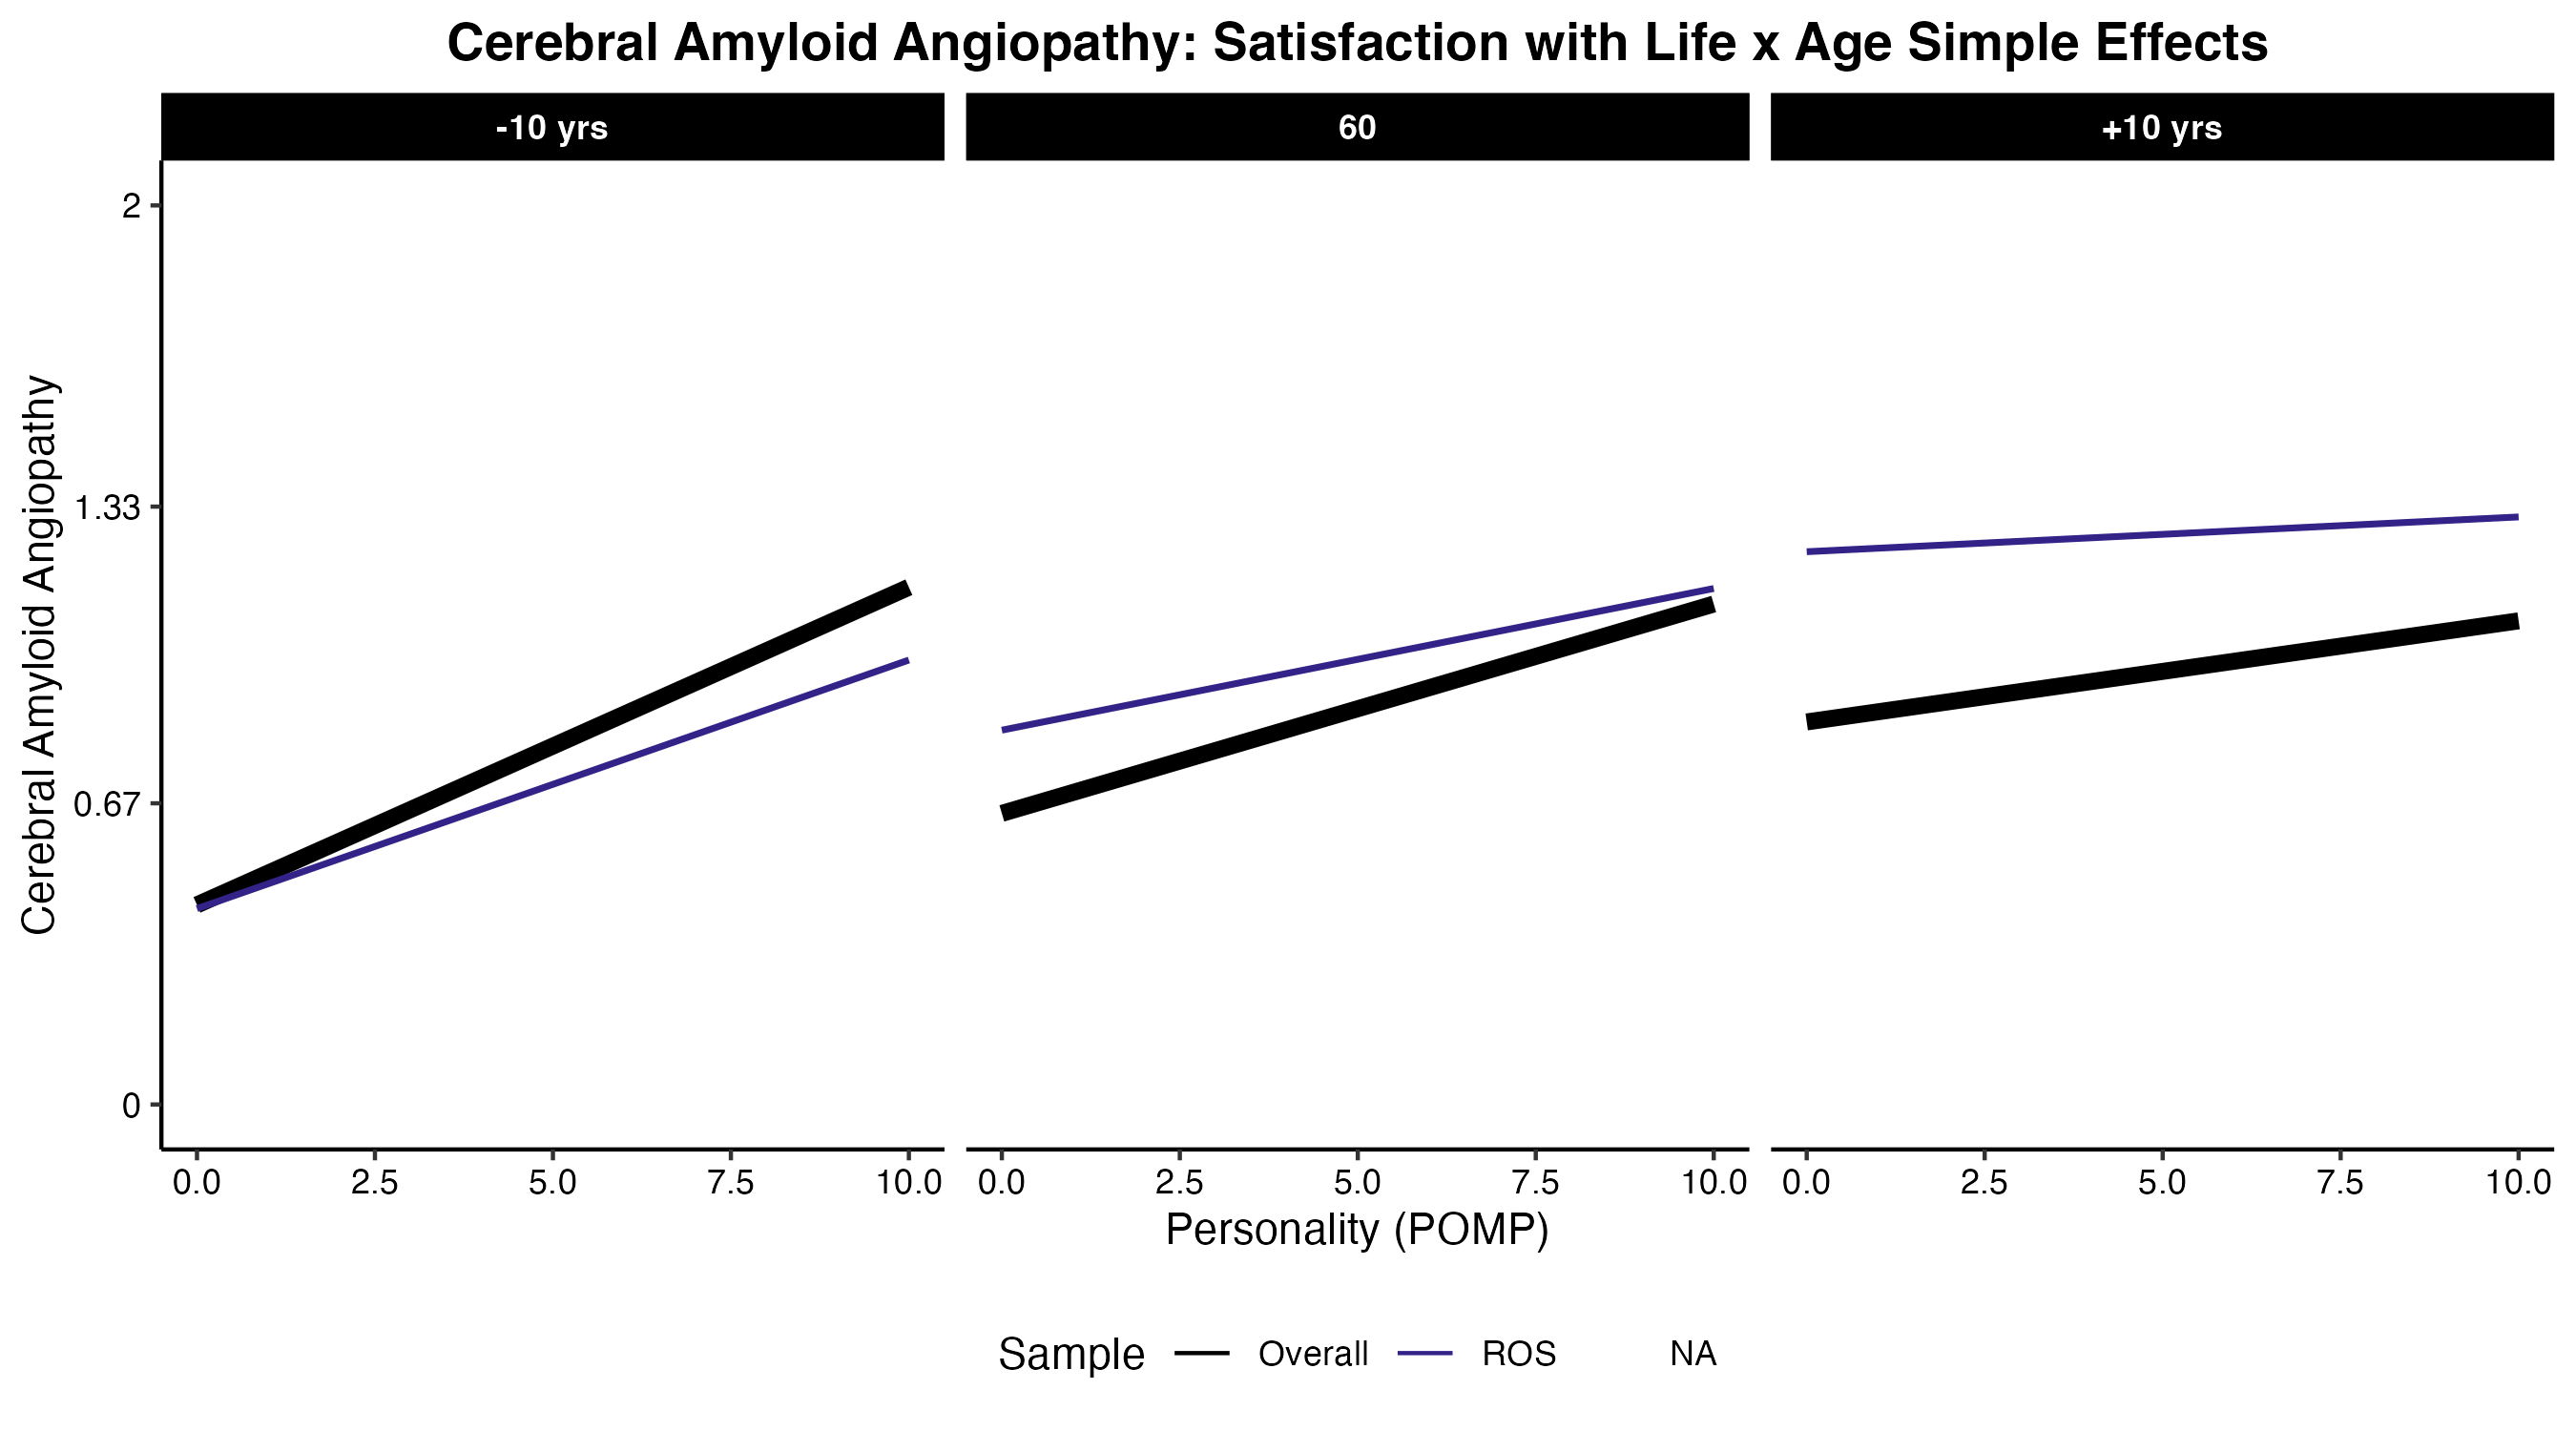 Cerebral Amyloid Angiopathy: Satisfaction with Life x Age Simple Effects
-10 yrs
60
+10 yrs
Cerebral Amyloid Angiopathy
2
1.33
0.67
0
0.0 2.5 5.0 7.5 10.0
0.0 2.5 5.0 7.5 10.0
0.0 2.5 5.0 7.5 10.0
Personality (POMP)
Sample Overall ROS NA